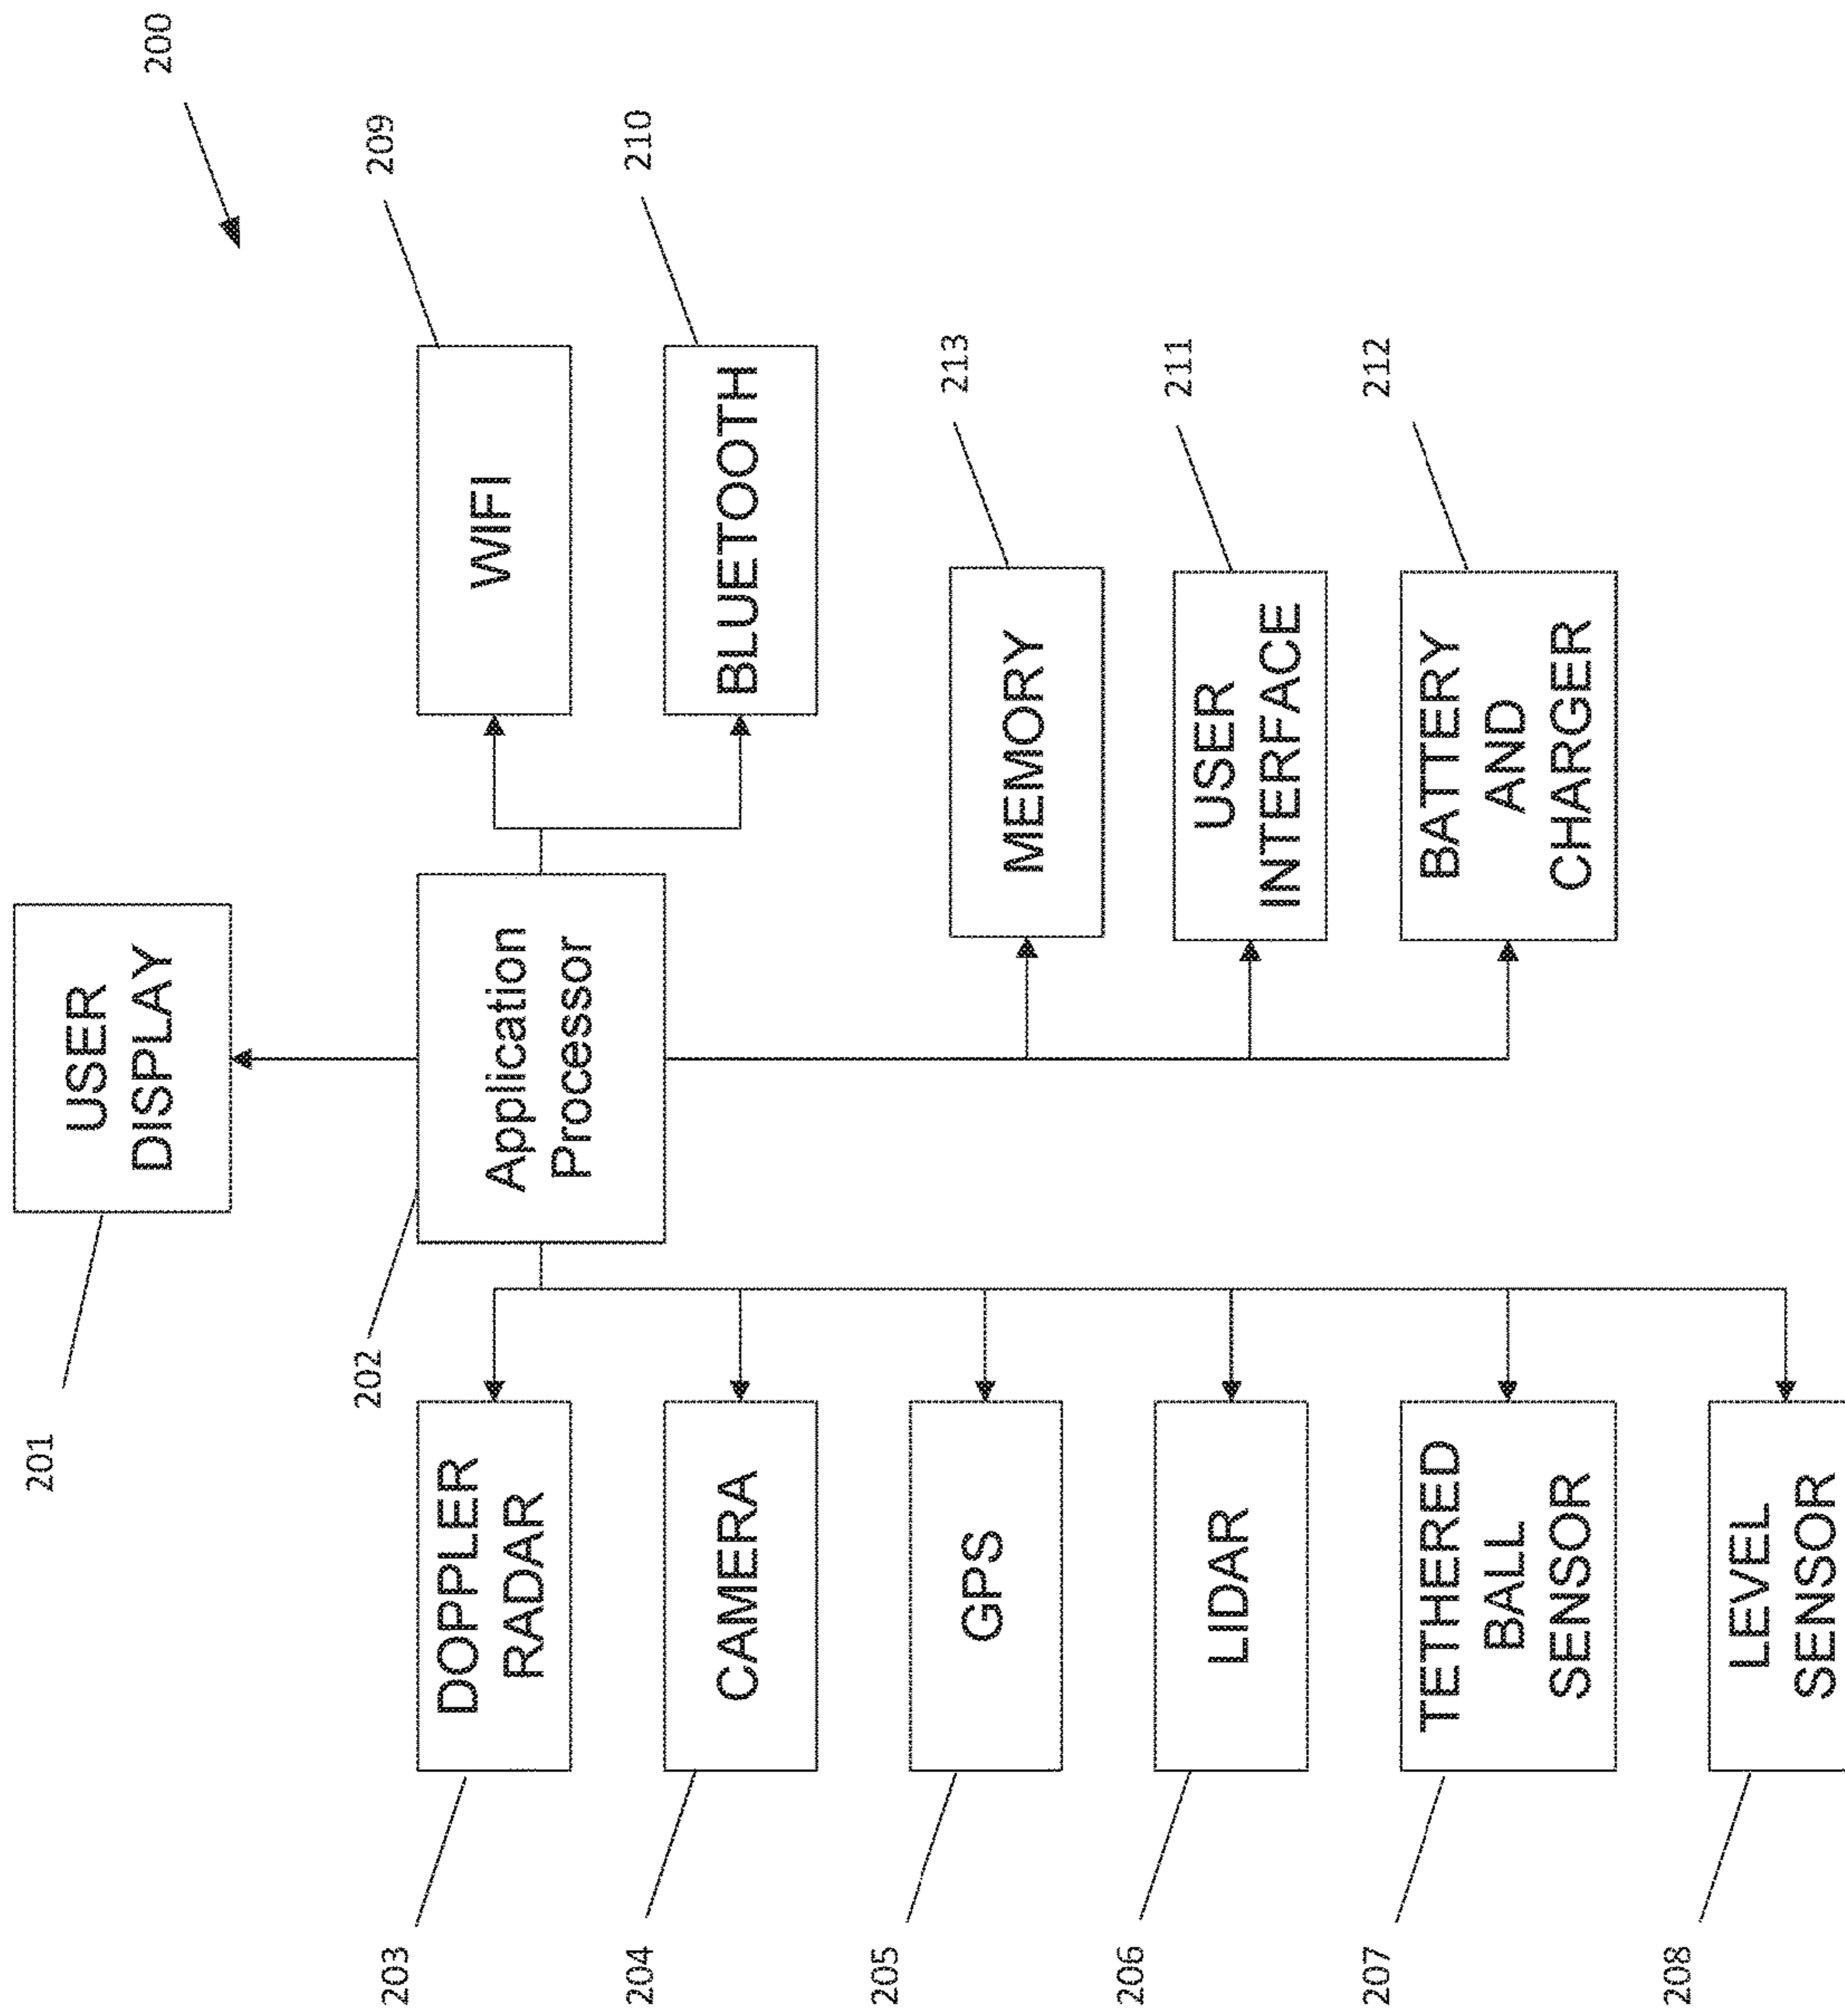 200
201
USER
DISPLAY
202
Application
Processor
203
DOPPLER
RADAR
204
CAMERA
205
GPS
206
LIDAR
207
TETHERED
BALL
SENSOR
208
LEVEL
SENSOR
209
WIFI
210
BLUETOOTH
213
MEMORY
211
USER
INTERFACE
212
BATTERY
AND
CHARGER